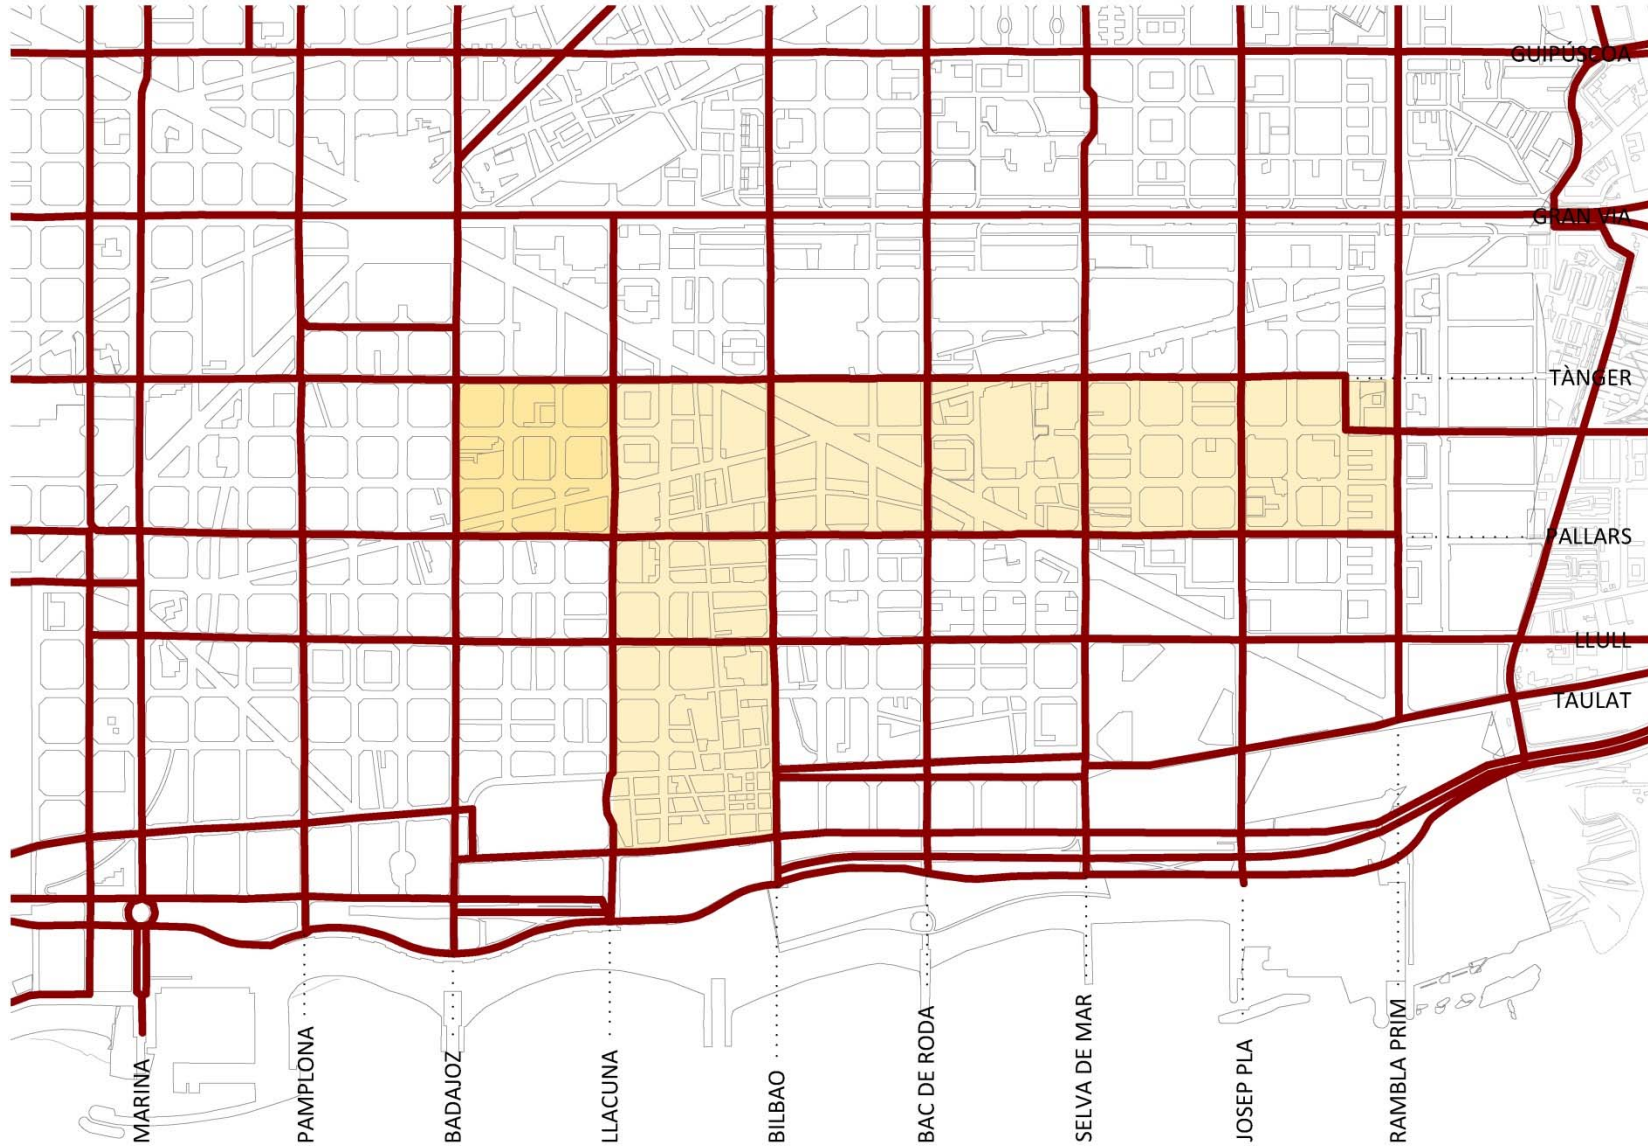 GUIPÚSCOA
GRAN VIA
TÀNGER
PALLARS
LLULL
TAULAT
MARINA
PAMPLONA
BADAJOZ
LLACUNA
BILBAO
BAC DE RODA
SELVA DE MAR
JOSEP PLA
RAMBLA PRIM